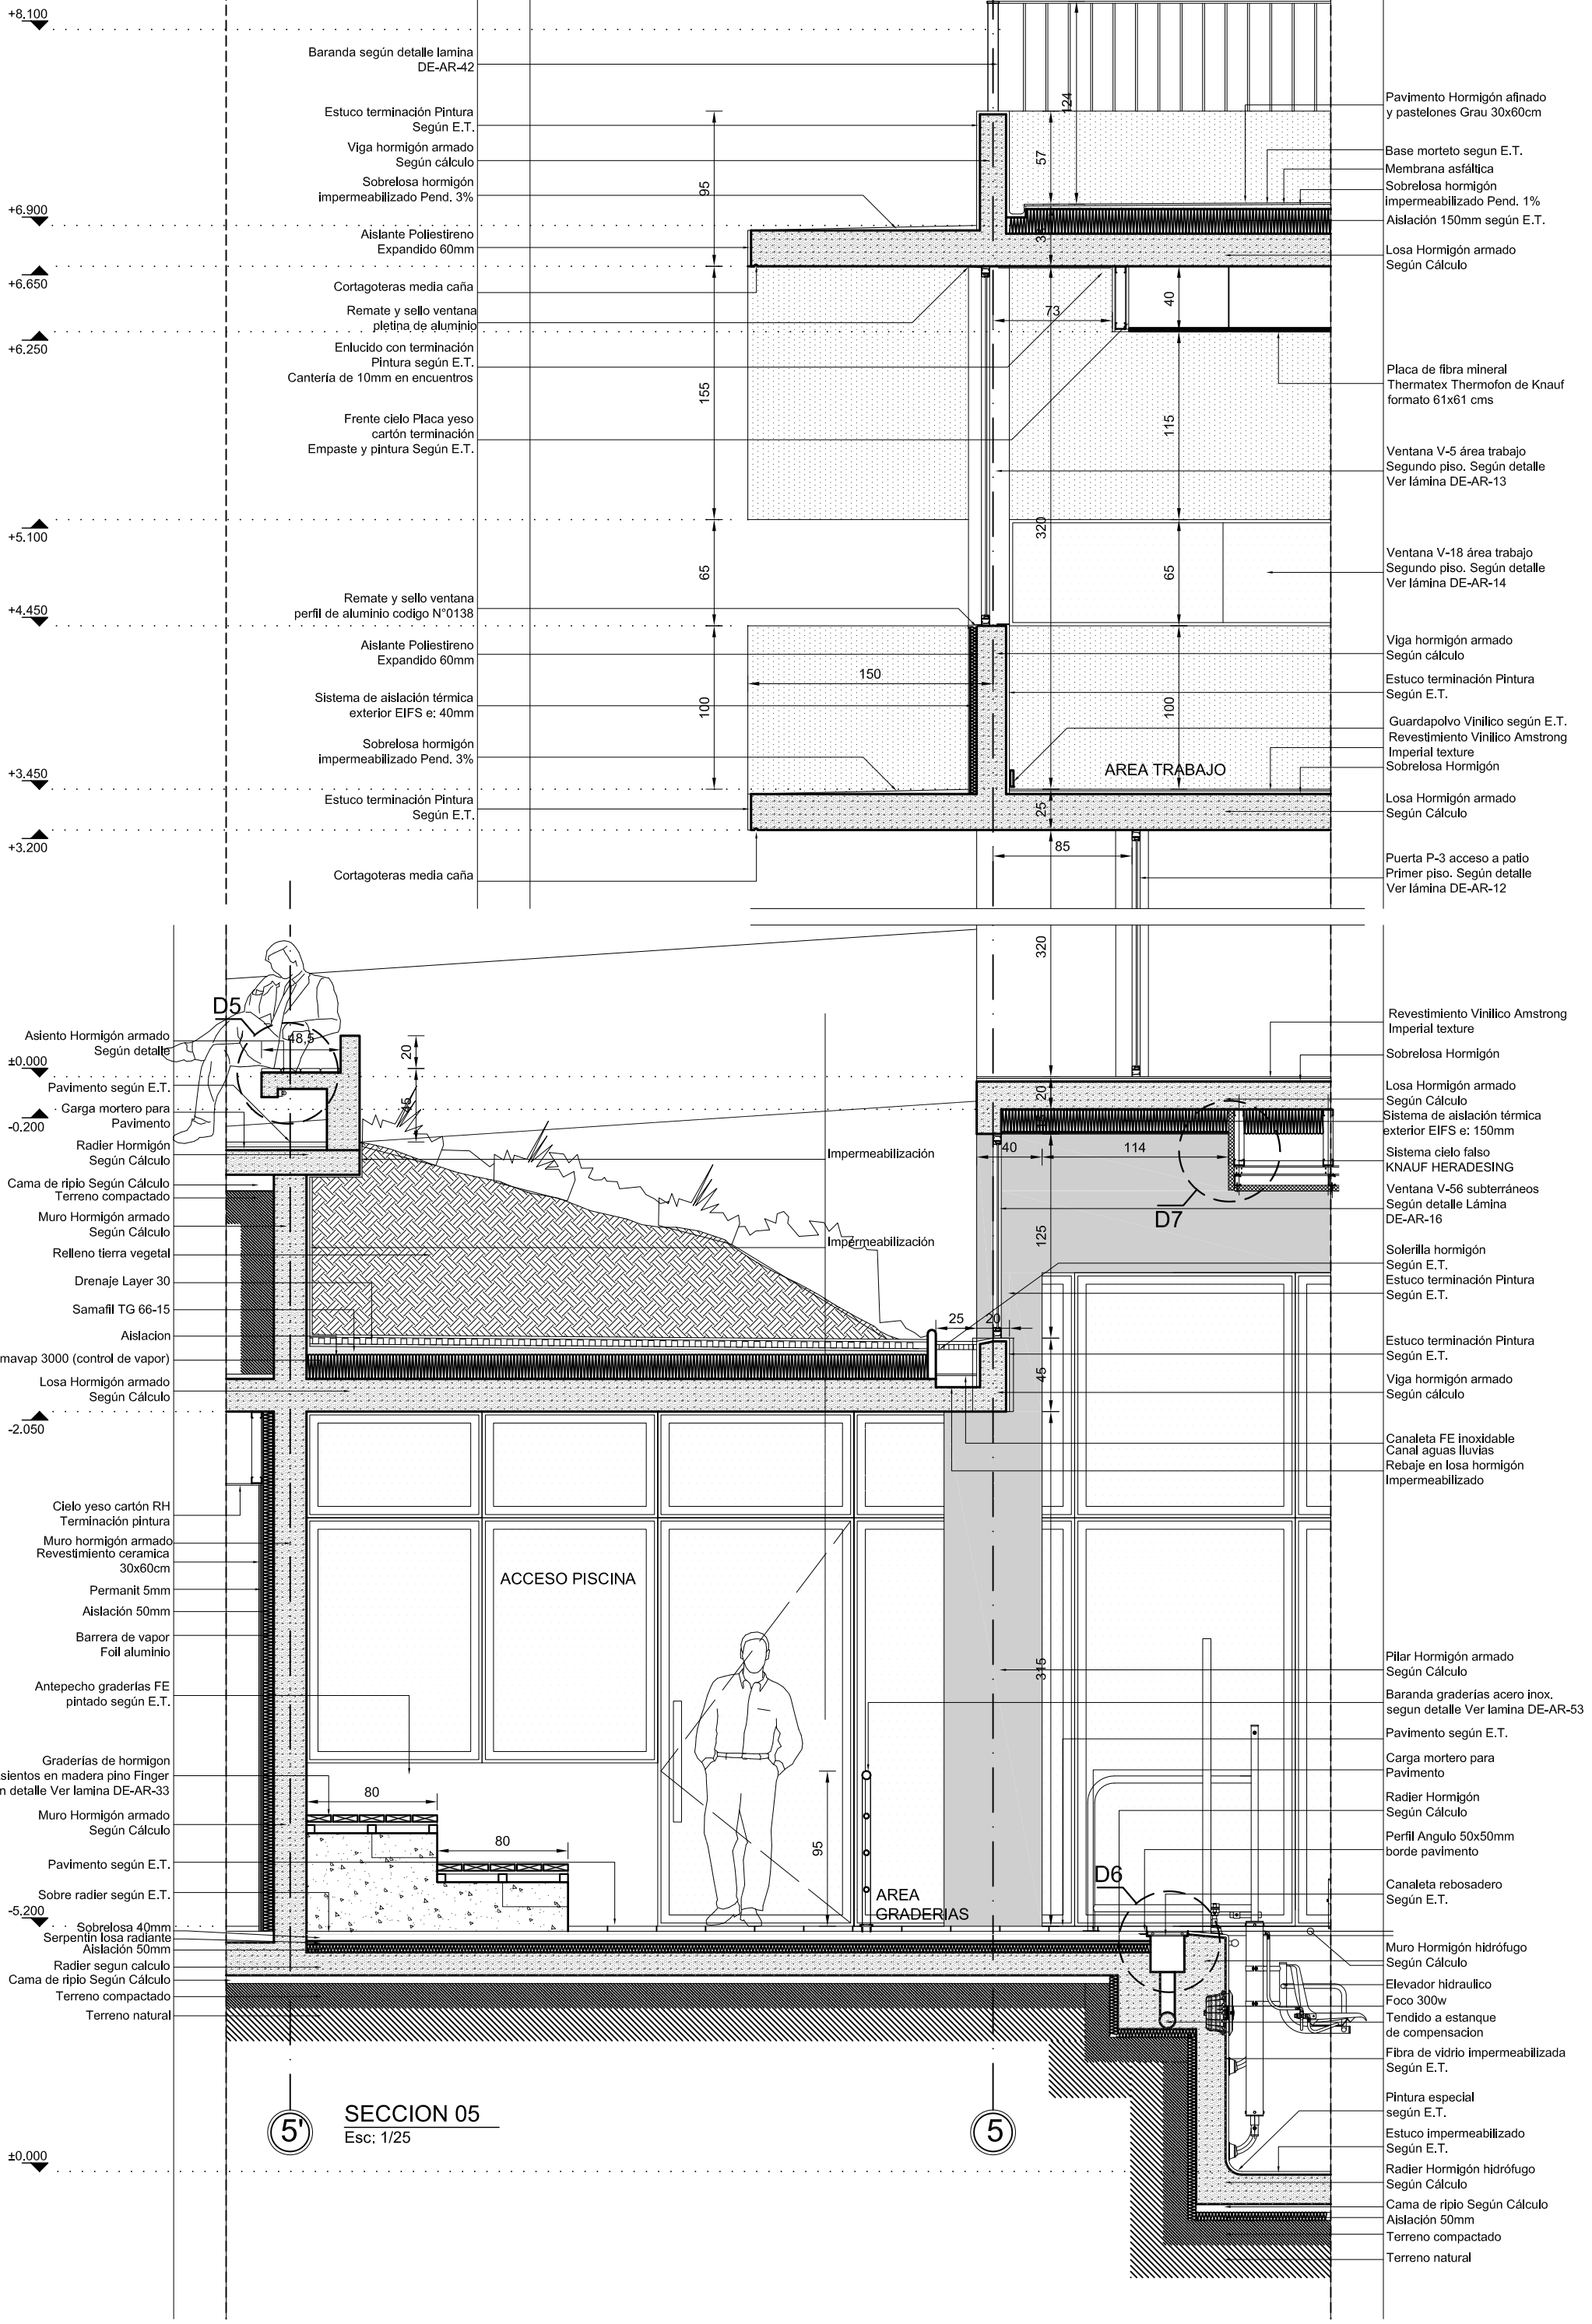 +8.100
Baranda según detalle lamina
DE-AR-42
Estuco terminación Pintura
Según E.T.
Viga hormigón armado
Según cálculo
Sobrelosa hormigón
impermeabilizado Pend. 3%
+6.900
Aislante Poliestireno
Expandido 60mm
+6.650
Cortagoteras media caña
Remate y sello ventana
pletina de aluminio
+6.250
Enlucido con terminación
Pintura según E.T.
Cantería de 10mm en encuentros
Frente cielo Placa yeso
cartón terminación
Empaste y pintura Según E.T.
+5.100
Remate y sello ventana
perfil de aluminio codigo N°0138
+4.450
Aislante Poliestireno
Expandido 60mm
Sistema de aislación térmica
exterior EIFS e: 40mm
Sobrelosa hormigón
impermeabilizado Pend. 3%
+3.450
Estuco terminación Pintura
Según E.T.
+3.200
Cortagoteras media caña
95
155
65
100
150
124
57
73
40
320
115
65
100
25
85
320
AREA TRABAJO
Pavimento Hormigón afinado
y pastelones Grau 30x60cm
Base morteto segun E.T.
Membrana asfáltica
Sobrelosa hormigón
impermeabilizado Pend. 1%
Aislación 150mm según E.T.
Losa Hormigón armado
Según Cálculo
Placa de fibra mineral
Thermatex Thermofon de Knauf
formato 61x61 cms
Ventana V-5 área trabajo
Segundo piso. Según detalle
Ver lámina DE-AR-13
Ventana V-18 área trabajo
Segundo piso. Según detalle
Ver lámina DE-AR-14
Viga hormigón armado
Según cálculo
Estuco terminación Pintura
Según E.T.
Guardapolvo Vinilico según E.T.
Revestimiento Vinilico Amstrong
Imperial texture
Sobrelosa Hormigón
Losa Hormigón armado
Según Cálculo
Puerta P-3 acceso a patio
Primer piso. Según detalle
Ver lámina DE-AR-12
D5
48,5
20
45
Asiento Hormigón armado
Según detalle
±0.000
Pavimento según E.T.
Carga mortero para
Pavimento
-0.200
Radier Hormigón
Según Cálculo
Cama de ripio Según Cálculo
Terreno compactado
Muro Hormigón armado
Según Cálculo
Relleno tierra vegetal
Drenaje Layer 30
Samafil TG 66-15
Aislacion
mavap 3000 (control de vapor)
Losa Hormigón armado
Según Cálculo
-2.050
Cielo yeso cartón RH
Terminación pintura
Muro hormigón armado
Revestimiento ceramica
30x60cm
Permanit 5mm
Aislación 50mm
Barrera de vapor
Foil aluminio
Antepecho graderías FE
pintado según E.T.
Graderías de hormigon
sientos en madera pino Finger
n detalle Ver lamina DE-AR-33
Muro Hormigón armado
Según Cálculo
Pavimento según E.T.
Sobre radier según E.T.
-5.200
Sobrelosa 40mm
Serpentin losa radiante
Aislación 50mm
Radier segun calculo
Cama de ripio Según Cálculo
Terreno compactado
Terreno natural
Impermeabilización
Impermeabilización
20
40
114
D7
125
25
20
45
315
ACCESO PISCINA
80
80
95
AREA
GRADERIAS
D6
Revestimiento Vinilico Amstrong
Imperial texture
Sobrelosa Hormigón
Losa Hormigón armado
Según Cálculo
Sistema de aislación térmica
exterior EIFS e: 150mm
Sistema cielo falso
KNAUF HERADESING
Ventana V-56 subterráneos
Según detalle Lámina
DE-AR-16
Solerilla hormigón
Según E.T.
Estuco terminación Pintura
Según E.T.
Estuco terminación Pintura
Según E.T.
Viga hormigón armado
Según cálculo
Canaleta FE inoxidable
Canal aguas lluvias
Rebaje en losa hormigón
Impermeabilizado
Pilar Hormigón armado
Según Cálculo
Baranda graderías acero inox.
segun detalle Ver lamina DE-AR-53
Pavimento según E.T.
Carga mortero para
Pavimento
Radier Hormigón
Según Cálculo
Perfil Angulo 50x50mm
borde pavimento
Canaleta rebosadero
Según E.T.
Muro Hormigón hidrófugo
Según Cálculo
Elevador hidraulico
Foco 300w
Tendido a estanque
de compensacion
Fibra de vidrio impermeabilizada
Según E.T.
Pintura especial
según E.T.
Estuco impermeabilizado
Según E.T.
Radier Hormigón hidrófugo
Según Cálculo
Cama de ripio Según Cálculo
Aislación 50mm
Terreno compactado
Terreno natural
5'
SECCION 05
Esc: 1/25
5
±0.000